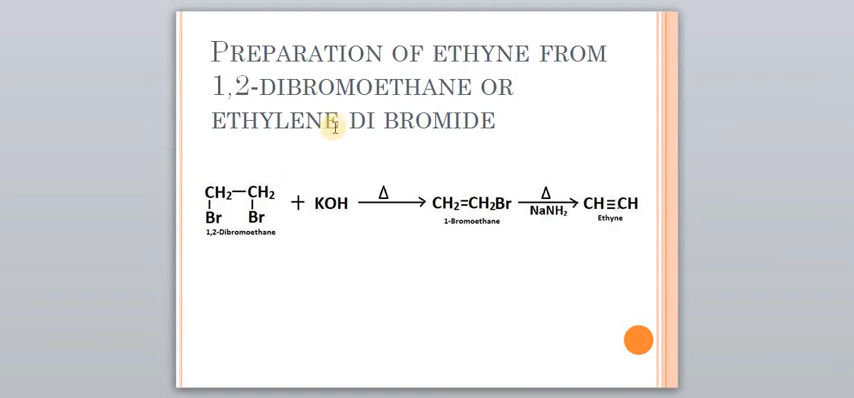 PREPARATION OF ETHYNE FROM
1,2-DIBROMOETHANE OR
ETHYLENE DI BROMIDE
CH₂—CH₂
Br Br
1,2-Dibromoethane
+ KOH
Δ
CH₂=CH₂Br
1-Bromoethane
Δ
NaNH₂
CH≡CH
Ethyne